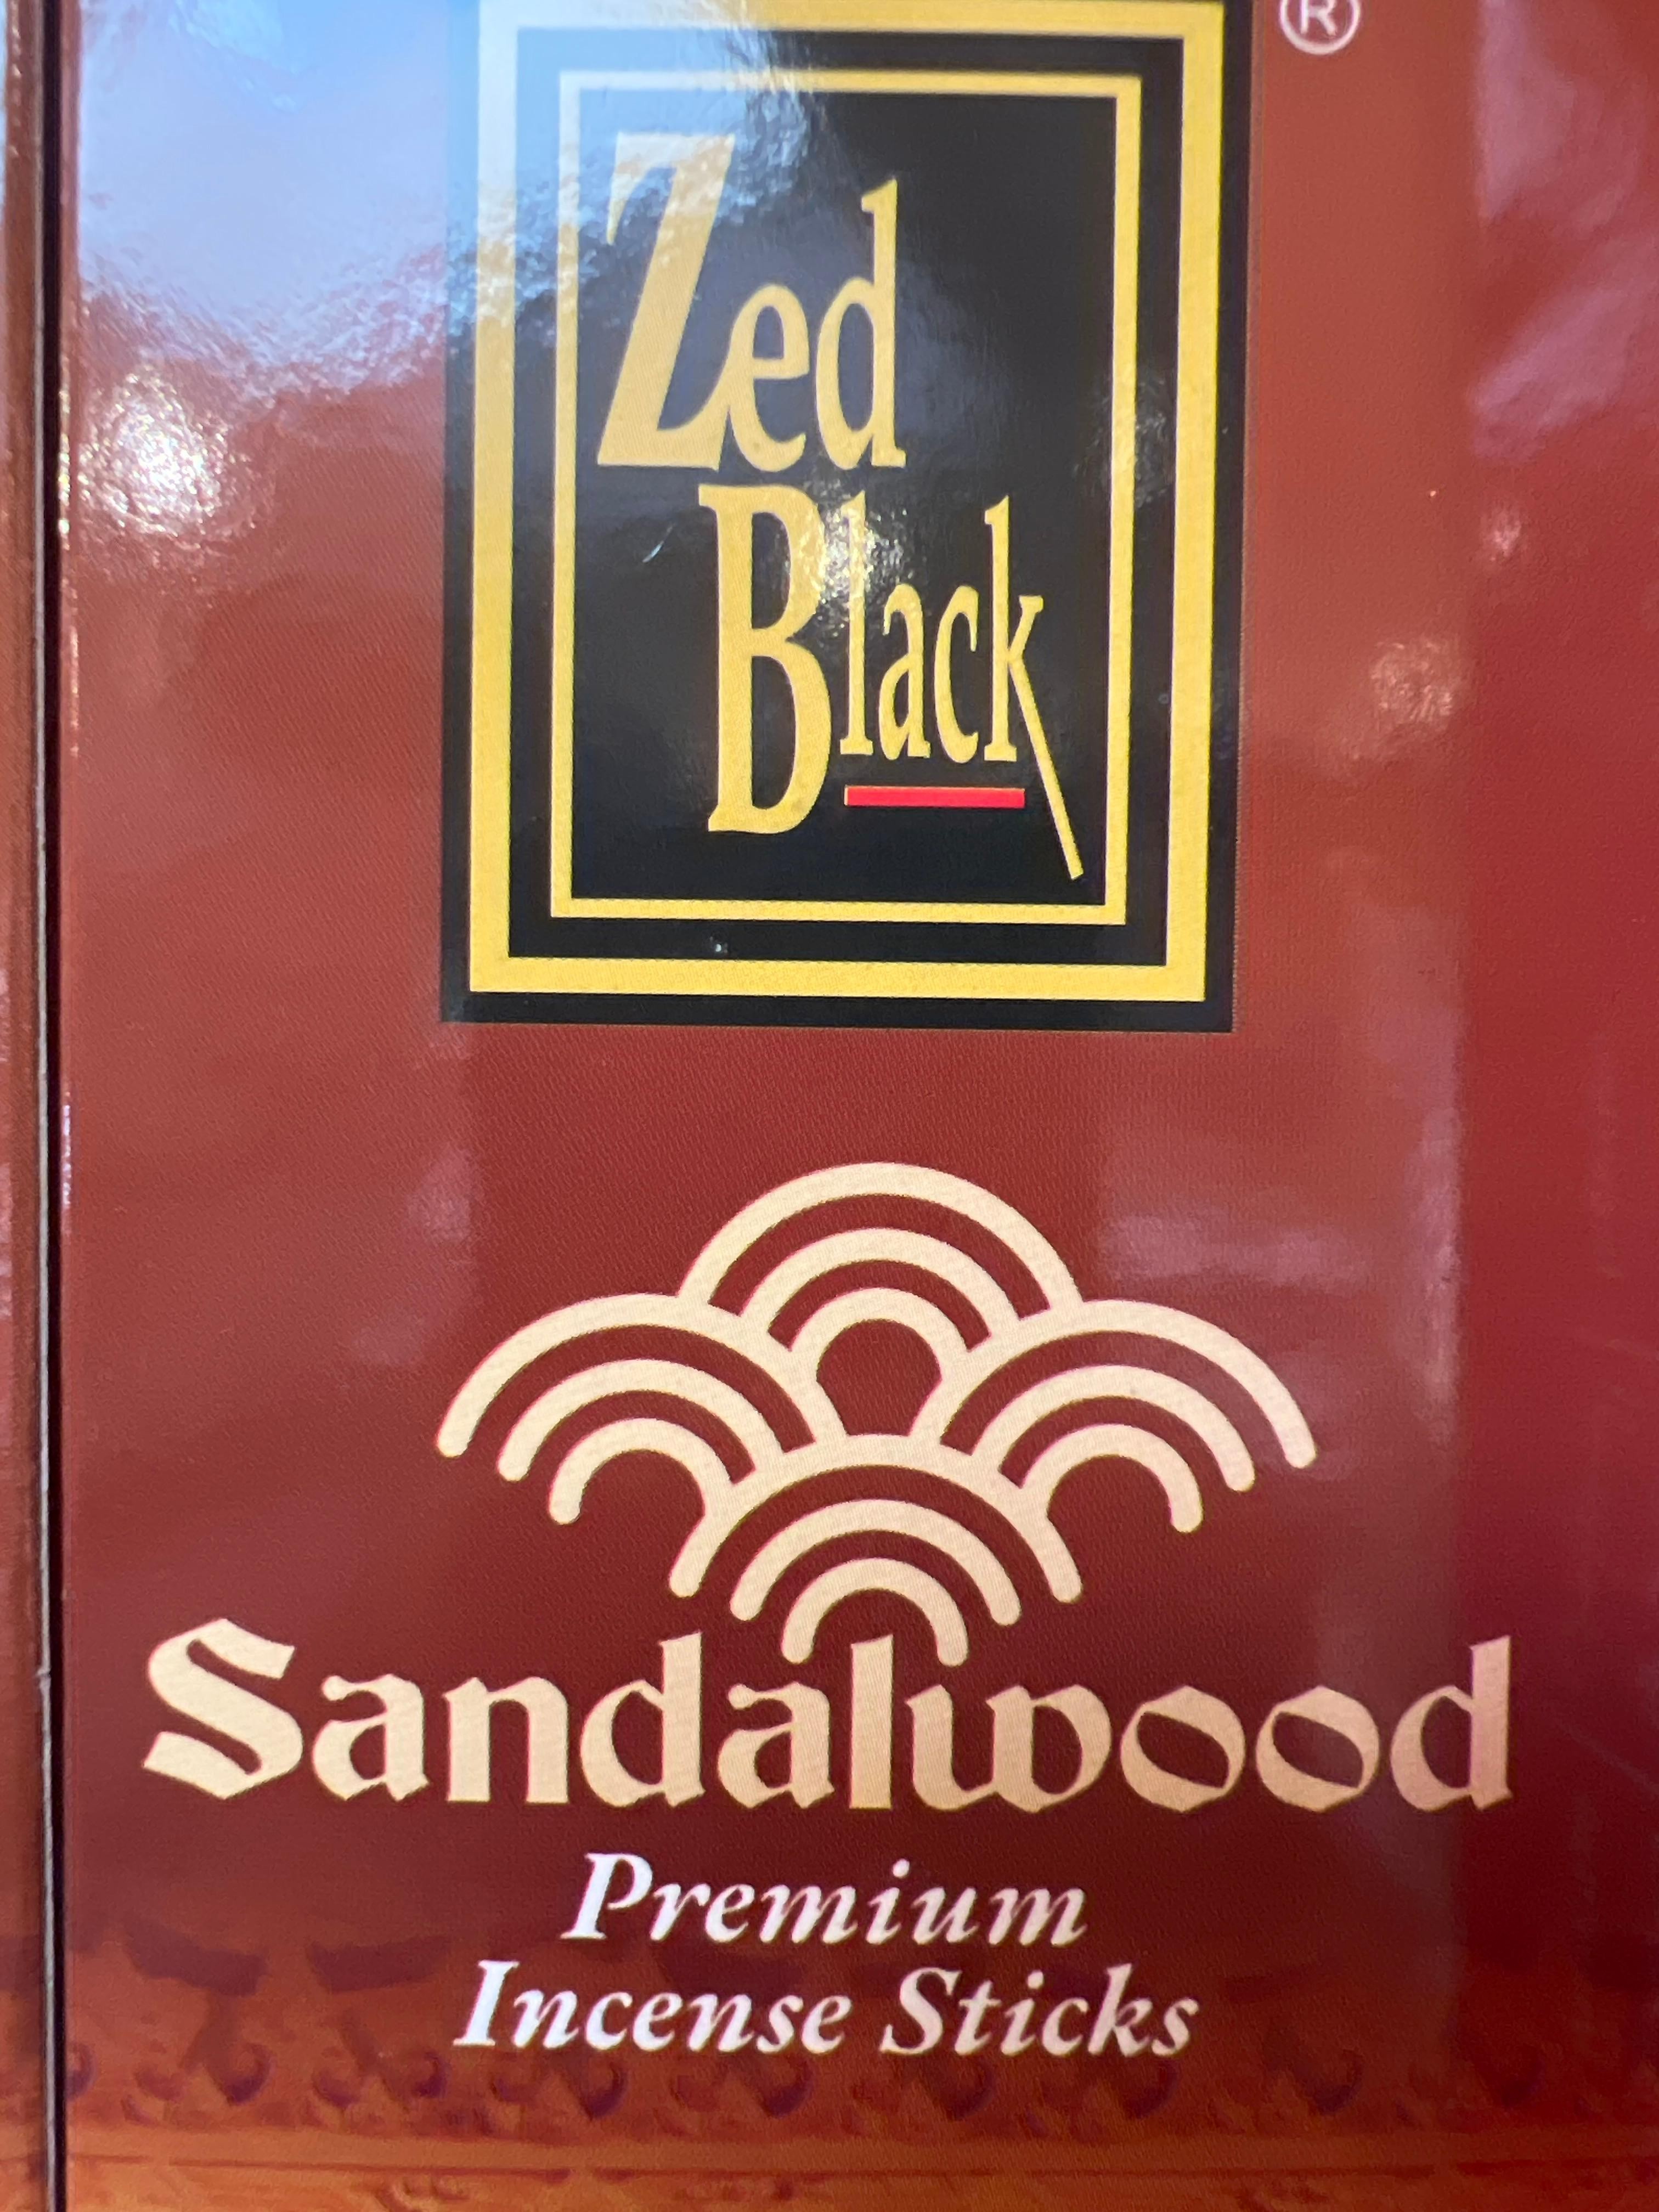 ®
Zed
Black
Sandalwood
Premium
Incense Sticks